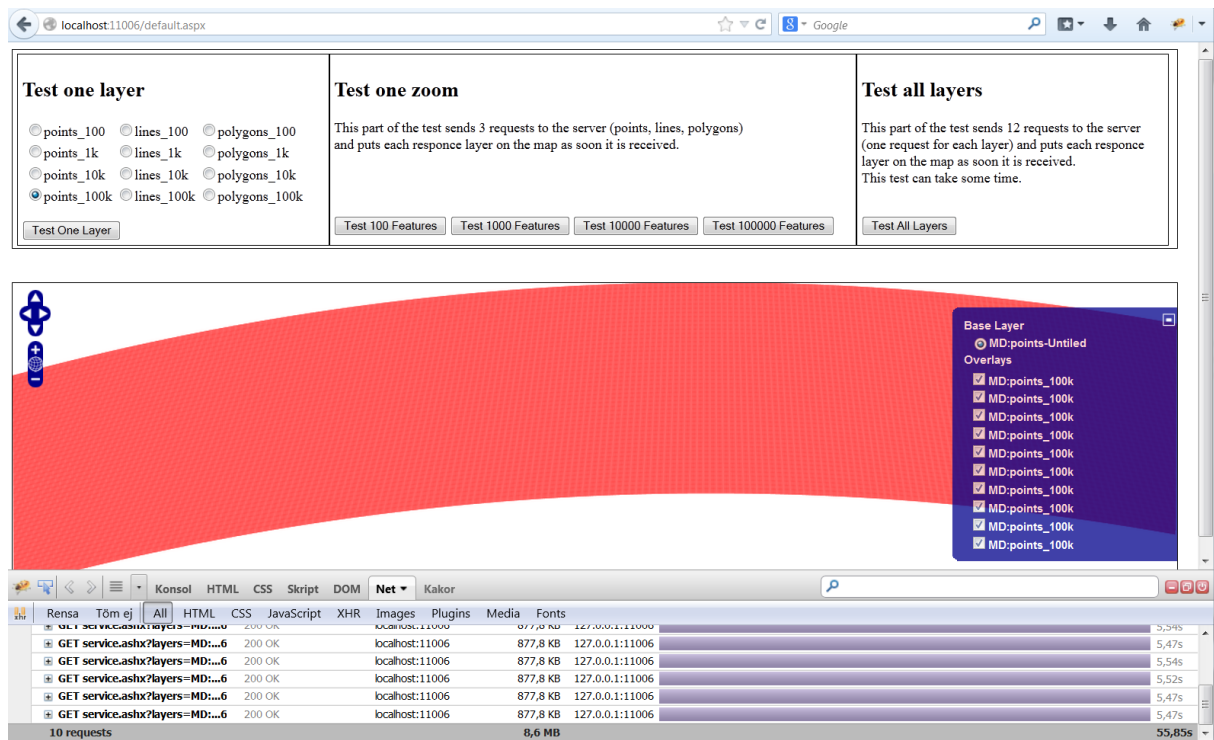 localhost:11006/default.aspx
Google
Test one layer
points_100 lines_100 polygons_100
points_1k lines_1k polygons_1k
points_10k lines_10k polygons_10k
points_100k lines_100k polygons_100k
Test One Layer
Test one zoom
This part of the test sends 3 requests to the server (points, lines, polygons)
and puts each responce layer on the map as soon it is received.
Test 100 Features Test 1000 Features Test 10000 Features Test 100000 Features
Test all layers
This part of the test sends 12 requests to the server
(one request for each layer) and puts each responce
layer on the map as soon it is received.
This test can take some time.
Test All Layers
Base Layer
MD:points-Untiled
Overlays
MD:points_100k
MD:points_100k
MD:points_100k
MD:points_100k
MD:points_100k
MD:points_100k
MD:points_100k
MD:points_100k
MD:points_100k
MD:points_100k
Konsol HTML CSS Skript DOM Net Kakor
xhr Rensa Töm ej All HTML CSS JavaScript XHR Images Plugins Media Fonts
GET service.ashx?layers=MD:...6 200 OK localhost:11006 877,8 KB 127.0.0.1:11006 5,54s
GET service.ashx?layers=MD:...6 200 OK localhost:11006 877,8 KB 127.0.0.1:11006 5,47s
GET service.ashx?layers=MD:...6 200 OK localhost:11006 877,8 KB 127.0.0.1:11006 5,54s
GET service.ashx?layers=MD:...6 200 OK localhost:11006 877,8 KB 127.0.0.1:11006 5,52s
GET service.ashx?layers=MD:...6 200 OK localhost:11006 877,8 KB 127.0.0.1:11006 5,47s
GET service.ashx?layers=MD:...6 200 OK localhost:11006 877,8 KB 127.0.0.1:11006 5,47s
10 requests 8,6 MB 55,85s